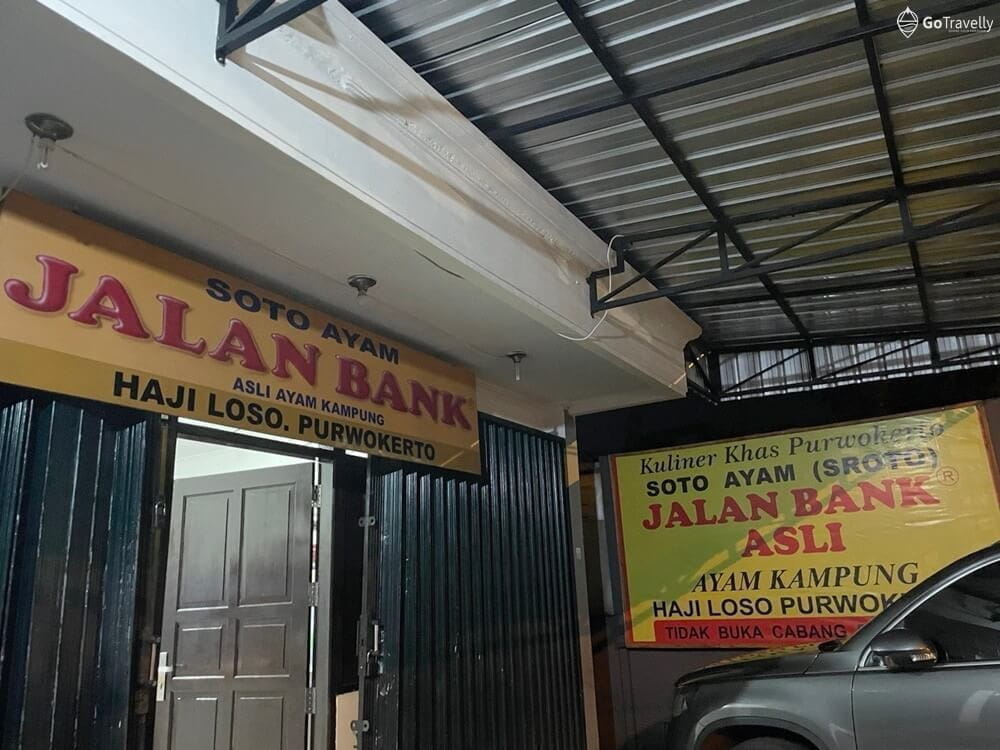 GoTravelly
SOTO AYAM
JALAN BANK
ASLI AYAM KAMPUNG
HAJI LOSO. PURWOKERTO
Kuliner Khas Purwokerto
SOTO AYAM (SROTO)
JALAN BANK ®
ASLI
AYAM KAMPUNG
HAJI LOSO
TIDAK BUKA CABANG